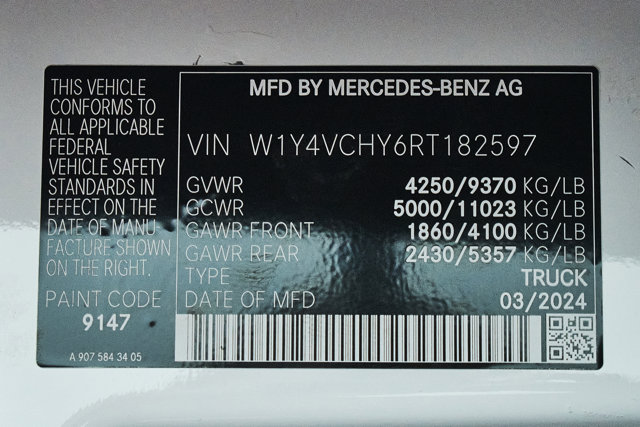 THIS VEHICLE
CONFORMS TO
ALL APPLICABLE
FEDERAL
VEHICLE SAFETY
STANDARDS IN
EFFECT ON THE
DATE OF MANU
FACTURE SHOWN
ON THE RIGHT.
PAINT CODE
9147
A 907 584 34 05
MFD BY MERCEDES-BENZ AG
VIN W1Y4VCHY6RT182597
GVWR 4250/9370 KG/LB
GCWR 5000/11023 KG/LB
GAWR FRONT 1860/4100 KG/LB
GAWR REAR 2430/5357 KG/LB
TYPE TRUCK
DATE OF MFD 03/2024